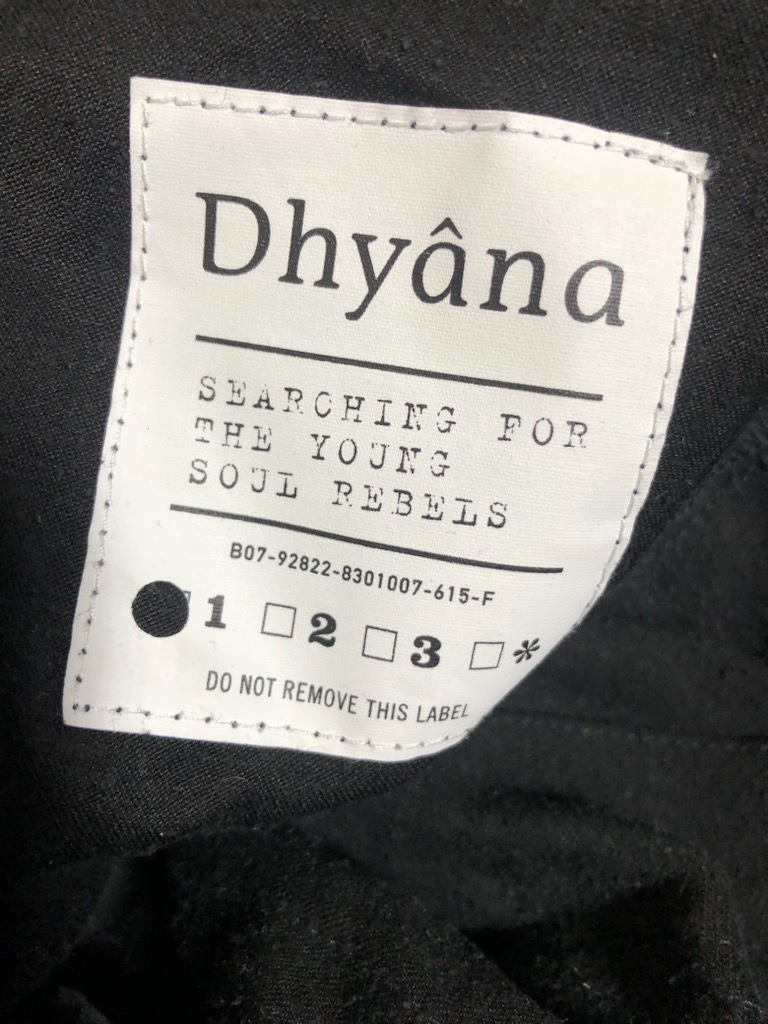 Dhyâna
SEARCHING FOR
THE YOUNG
SOUL REBELS
B07-92822-8301007-615-F
1 2 3 *
DO NOT REMOVE THIS LABEL